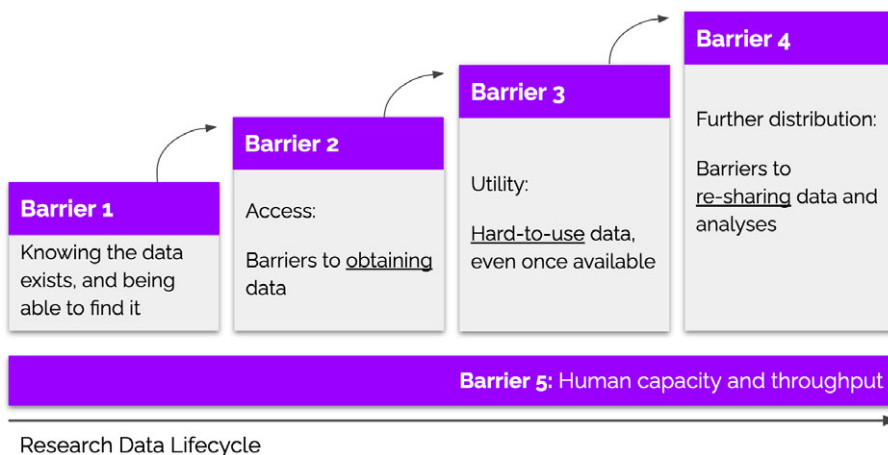 Barrier 1
Knowing the data
exists, and being
able to find it
Barrier 2
Access:
Barriers to obtaining
data
Barrier 3
Utility:
Hard-to-use data,
even once available
Barrier 4
Further distribution:
Barriers to
re-sharing data and
analyses
Barrier 5: Human capacity and throughput
Research Data Lifecycle